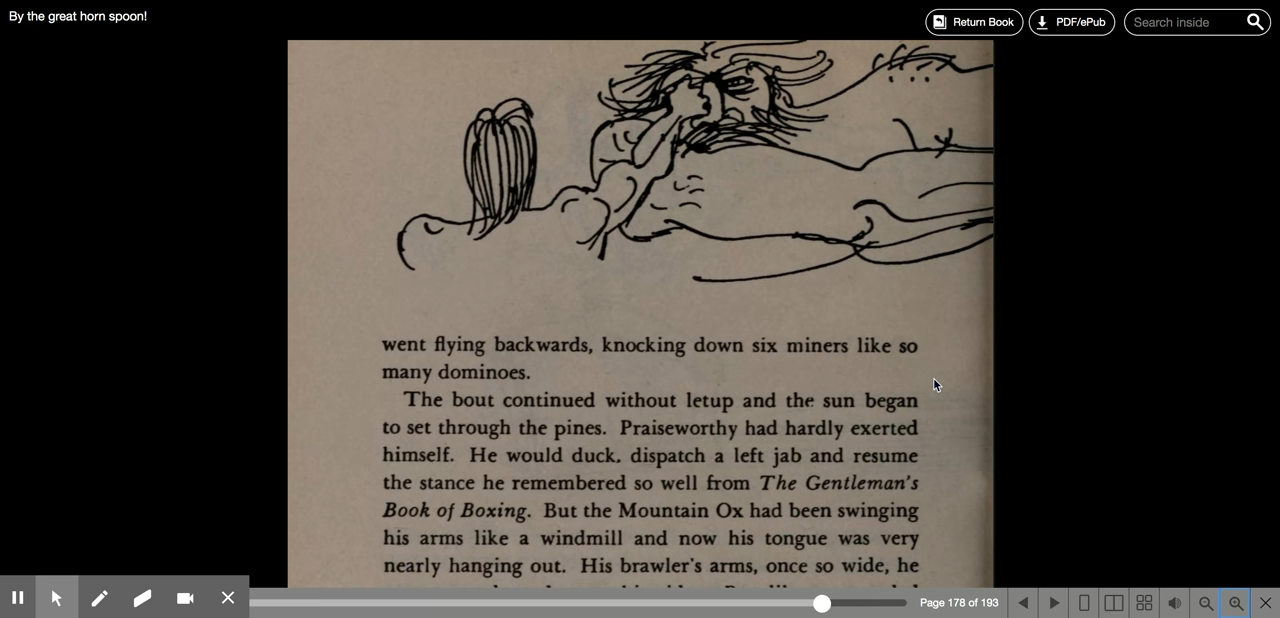 By the great horn spoon!
Return Book
PDF/ePub
Search inside
went flying backwards, knocking down six miners like so
many dominoes.
The bout continued without letup and the sun began
to set through the pines. Praiseworthy had hardly exerted
himself. He would duck, dispatch a left jab and resume
the stance he remembered so well from The Gentleman's
Book of Boxing. But the Mountain Ox had been swinging
his arms like a windmill and now his tongue was very
nearly hanging out. His brawler's arms, once so wide, he
Page 178 of 193